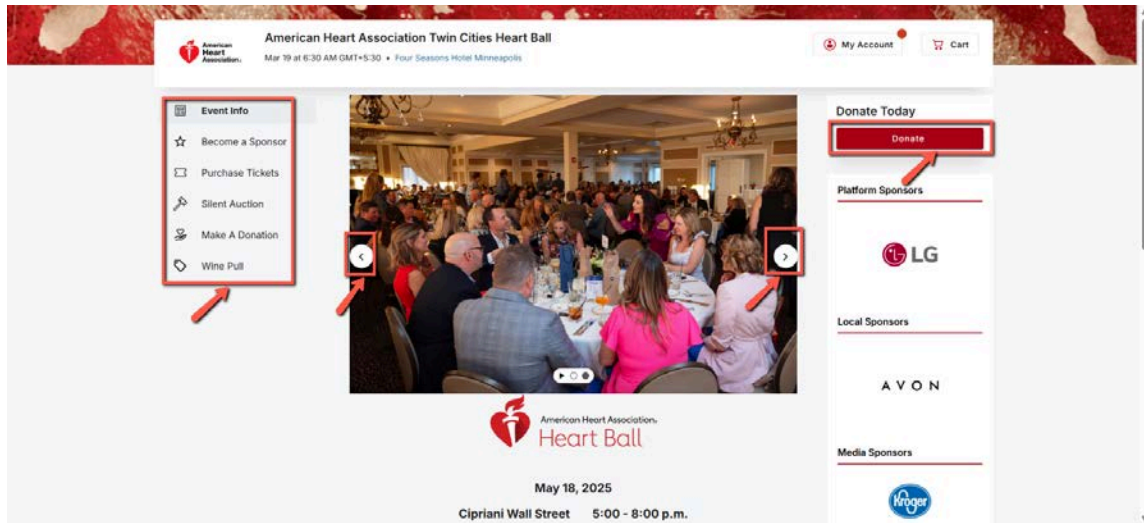 American Heart Association.
American Heart Association Twin Cities Heart Ball
Mar 19 at 6:30 AM GMT+5:30 • Four Seasons Hotel Minneapolis
My Account
Cart
Event Info
Become a Sponsor
Purchase Tickets
Silent Auction
Make A Donation
Wine Pull
Donate Today
Donate
Platform Sponsors
LG
Local Sponsors
AVON
Media Sponsors
Kroger
American Heart Association.
Heart Ball
May 18, 2025
Cipriani Wall Street 5:00 - 8:00 p.m.